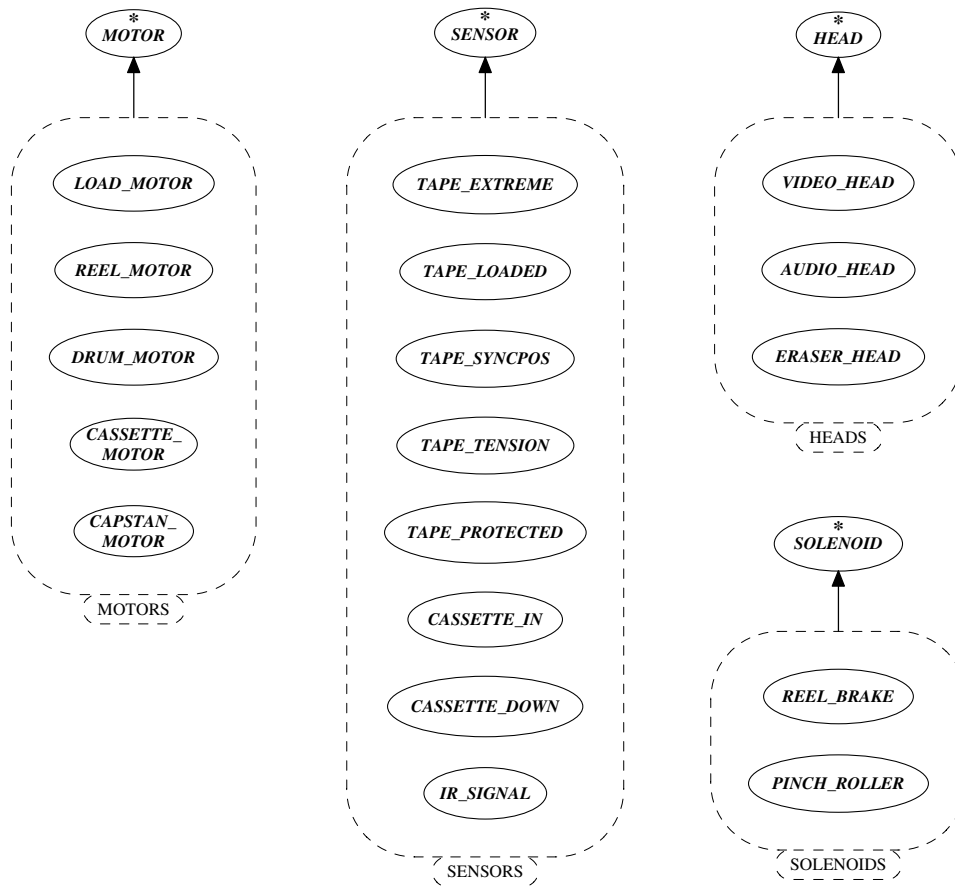 *
MOTOR
LOAD_MOTOR
REEL_MOTOR
DRUM_MOTOR
CASSETTE_
MOTOR
CAPSTAN_
MOTOR
MOTORS
*
SENSOR
TAPE_EXTREME
TAPE_LOADED
TAPE_SYNCPOS
TAPE_TENSION
TAPE_PROTECTED
CASSETTE_IN
CASSETTE_DOWN
IR_SIGNAL
SENSORS
*
HEAD
VIDEO_HEAD
AUDIO_HEAD
ERASER_HEAD
HEADS
*
SOLENOID
REEL_BRAKE
PINCH_ROLLER
SOLENOIDS